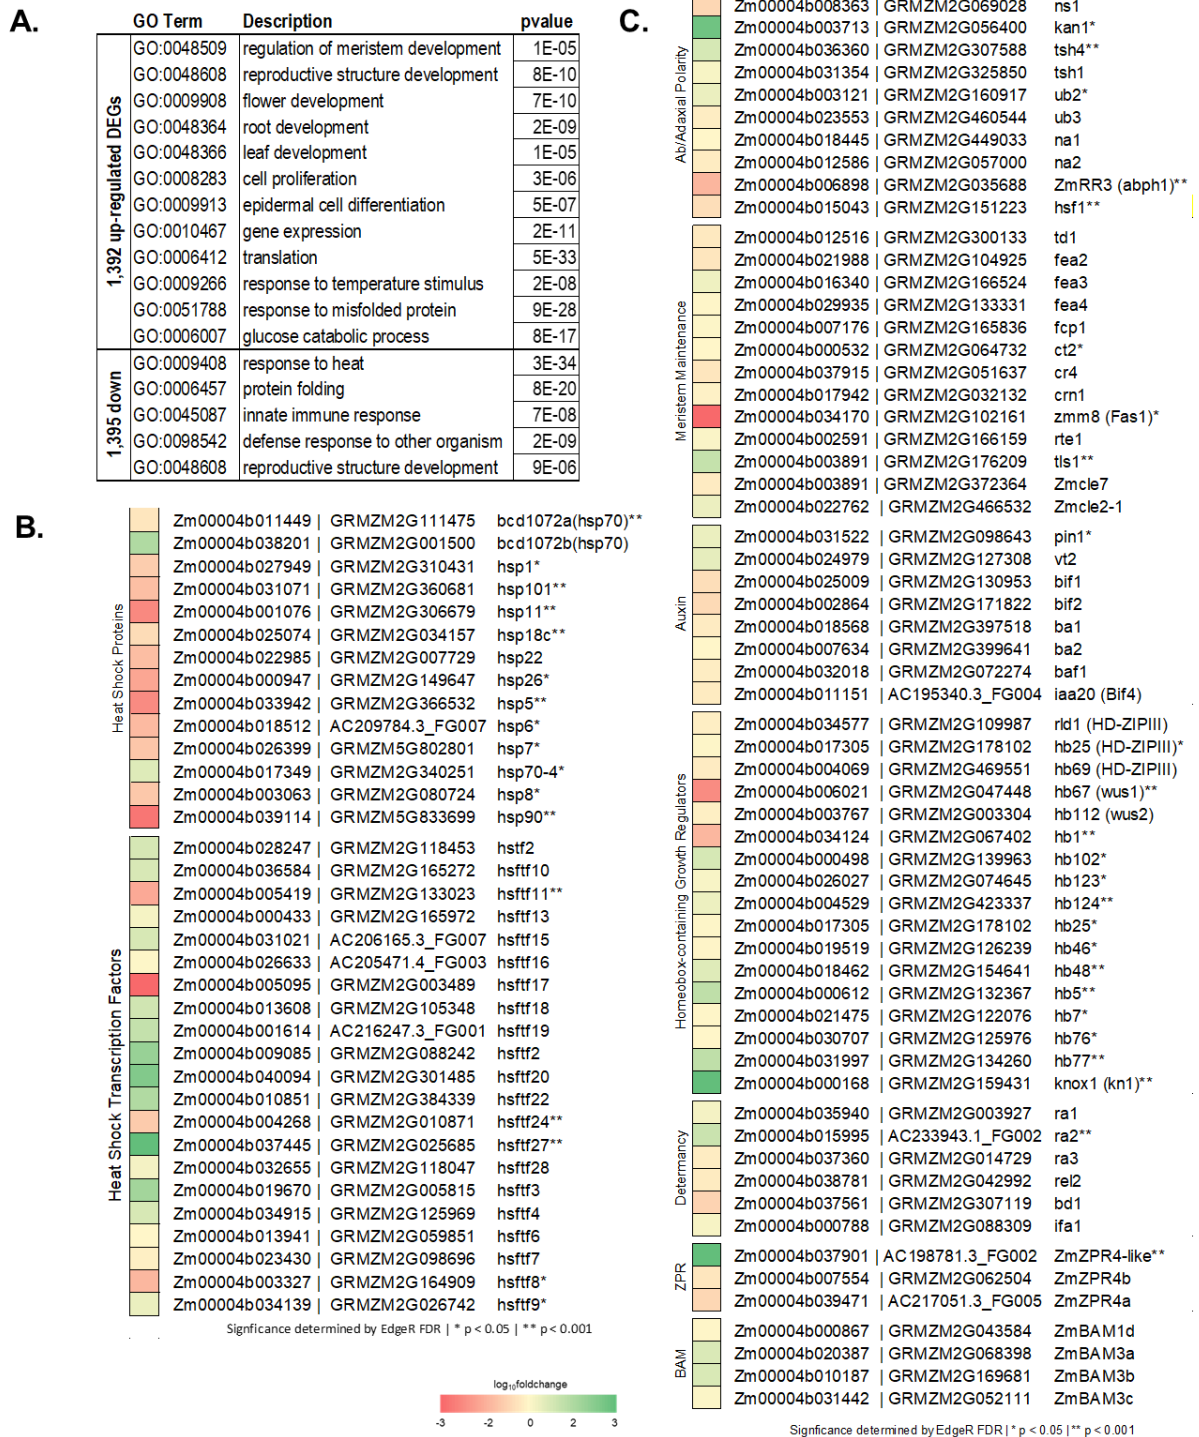 A.
GO Term Description pvalue
1,392 up-regulated DEGs
GO:0048509 regulation of meristem development 1E-05
GO:0048608 reproductive structure development 8E-10
GO:0009908 flower development 7E-10
GO:0048364 root development 2E-09
GO:0048366 leaf development 1E-05
GO:0008283 cell proliferation 3E-06
GO:0009913 epidermal cell differentiation 5E-07
GO:0010467 gene expression 2E-11
GO:0006412 translation 5E-33
GO:0009266 response to temperature stimulus 2E-08
GO:0051788 response to misfolded protein 9E-28
GO:0006007 glucose catabolic process 8E-17
1,395 down
GO:0009408 response to heat 3E-34
GO:0006457 protein folding 8E-20
GO:0045087 innate immune response 7E-08
GO:0098542 defense response to other organism 2E-09
GO:0048608 reproductive structure development 9E-06
B.
Heat Shock Proteins
Zm00004b011449 | GRMZM2G111475 bcd1072a(hsp70)**
Zm00004b038201 | GRMZM2G001500 bcd1072b(hsp70)
Zm00004b027949 | GRMZM2G310431 hsp1*
Zm00004b031071 | GRMZM2G360681 hsp101**
Zm00004b001076 | GRMZM2G306679 hsp11**
Zm00004b025074 | GRMZM2G034157 hsp18c**
Zm00004b022985 | GRMZM2G007729 hsp22
Zm00004b000947 | GRMZM2G149647 hsp26*
Zm00004b033942 | GRMZM2G366532 hsp5**
Zm00004b018512 | AC209784.3_FG007 hsp6*
Zm00004b026399 | GRMZM5G802801 hsp7*
Zm00004b017349 | GRMZM2G340251 hsp70-4*
Zm00004b003063 | GRMZM2G080724 hsp8*
Zm00004b039114 | GRMZM5G833699 hsp90**
Heat Shock Transcription Factors
Zm00004b028247 | GRMZM2G118453 hstf2
Zm00004b036584 | GRMZM2G165272 hsftf10
Zm00004b005419 | GRMZM2G133023 hsftf11**
Zm00004b000433 | GRMZM2G165972 hsftf13
Zm00004b031021 | AC206165.3_FG007 hsftf15
Zm00004b026633 | AC205471.4_FG003 hsftf16
Zm00004b005095 | GRMZM2G003489 hsftf17
Zm00004b013608 | GRMZM2G105348 hsftf18
Zm00004b001614 | AC216247.3_FG001 hsftf19
Zm00004b009085 | GRMZM2G088242 hsftf2
Zm00004b040094 | GRMZM2G301485 hsftf20
Zm00004b010851 | GRMZM2G384339 hsftf22
Zm00004b004268 | GRMZM2G010871 hsftf24**
Zm00004b037445 | GRMZM2G025685 hsftf27**
Zm00004b032655 | GRMZM2G118047 hsftf28
Zm00004b019670 | GRMZM2G005815 hsftf3
Zm00004b034915 | GRMZM2G125969 hsftf4
Zm00004b013941 | GRMZM2G059851 hsftf6
Zm00004b023430 | GRMZM2G098696 hsftf7
Zm00004b003327 | GRMZM2G164909 hsftf8*
Zm00004b034139 | GRMZM2G026742 hsftf9*
Signficance determined by EdgeR FDR | * p < 0.05 | ** p < 0.001
log10foldchange
-3 -2 0 2 3
C.
Ab/Adaxial Polarity
Zm00004b008363 | GRMZM2G069028 ns1
Zm00004b003713 | GRMZM2G056400 kan1*
Zm00004b036360 | GRMZM2G307588 tsh4**
Zm00004b031354 | GRMZM2G325850 tsh1
Zm00004b003121 | GRMZM2G160917 ub2*
Zm00004b023553 | GRMZM2G460544 ub3
Zm00004b018445 | GRMZM2G449033 na1
Zm00004b012586 | GRMZM2G057000 na2
Zm00004b006898 | GRMZM2G035688 ZmRR3 (abph1)**
Zm00004b015043 | GRMZM2G151223 hsf1**
Meristem Maintenance
Zm00004b012516 | GRMZM2G300133 td1
Zm00004b021988 | GRMZM2G104925 fea2
Zm00004b016340 | GRMZM2G166524 fea3
Zm00004b029935 | GRMZM2G133331 fea4
Zm00004b007176 | GRMZM2G165836 fcp1
Zm00004b000532 | GRMZM2G064732 ct2*
Zm00004b037915 | GRMZM2G051637 cr4
Zm00004b017942 | GRMZM2G032132 crn1
Zm00004b034170 | GRMZM2G102161 zmm8 (Fas1)*
Zm00004b002591 | GRMZM2G166159 rte1
Zm00004b003891 | GRMZM2G176209 tls1**
Zm00004b003891 | GRMZM2G372364 Zmcle7
Zm00004b022762 | GRMZM2G466532 Zmcle2-1
Auxin
Zm00004b031522 | GRMZM2G098643 pin1*
Zm00004b024979 | GRMZM2G127308 vt2
Zm00004b025009 | GRMZM2G130953 bif1
Zm00004b002864 | GRMZM2G171822 bif2
Zm00004b018568 | GRMZM2G397518 ba1
Zm00004b007634 | GRMZM2G399641 ba2
Zm00004b032018 | GRMZM2G072274 baf1
Zm00004b011151 | AC195340.3_FG004 iaa20 (Bif4)
Homeobox-containing Growth Regulators
Zm00004b034577 | GRMZM2G109987 rld1 (HD-ZIPIII)
Zm00004b017305 | GRMZM2G178102 hb25 (HD-ZIPIII)*
Zm00004b004069 | GRMZM2G469551 hb69 (HD-ZIPIII)
Zm00004b006021 | GRMZM2G047448 hb67 (wus1)**
Zm00004b003767 | GRMZM2G003304 hb112 (wus2)
Zm00004b034124 | GRMZM2G067402 hb1**
Zm00004b000498 | GRMZM2G139963 hb102*
Zm00004b026027 | GRMZM2G074645 hb123*
Zm00004b004529 | GRMZM2G423337 hb124**
Zm00004b017305 | GRMZM2G178102 hb25*
Zm00004b019519 | GRMZM2G126239 hb46*
Zm00004b018462 | GRMZM2G154641 hb48**
Zm00004b000612 | GRMZM2G132367 hb5**
Zm00004b021475 | GRMZM2G122076 hb7*
Zm00004b030707 | GRMZM2G125976 hb76*
Zm00004b031997 | GRMZM2G134260 hb77**
Zm00004b000168 | GRMZM2G159431 knox1 (kn1)**
Determancy
Zm00004b035940 | GRMZM2G003927 ra1
Zm00004b015995 | AC233943.1_FG002 ra2**
Zm00004b037360 | GRMZM2G014729 ra3
Zm00004b038781 | GRMZM2G042992 rel2
Zm00004b037561 | GRMZM2G307119 bd1
Zm00004b000788 | GRMZM2G088309 ifa1
ZPR
Zm00004b037901 | AC198781.3_FG002 ZmZPR4-like**
Zm00004b007554 | GRMZM2G062504 ZmZPR4b
Zm00004b039471 | AC217051.3_FG005 ZmZPR4a
BAM
Zm00004b000867 | GRMZM2G043584 ZmBAM1d
Zm00004b020387 | GRMZM2G068398 ZmBAM3a
Zm00004b010187 | GRMZM2G169681 ZmBAM3b
Zm00004b031442 | GRMZM2G052111 ZmBAM3c
Signficance determined by EdgeR FDR | * p < 0.05 | ** p < 0.001